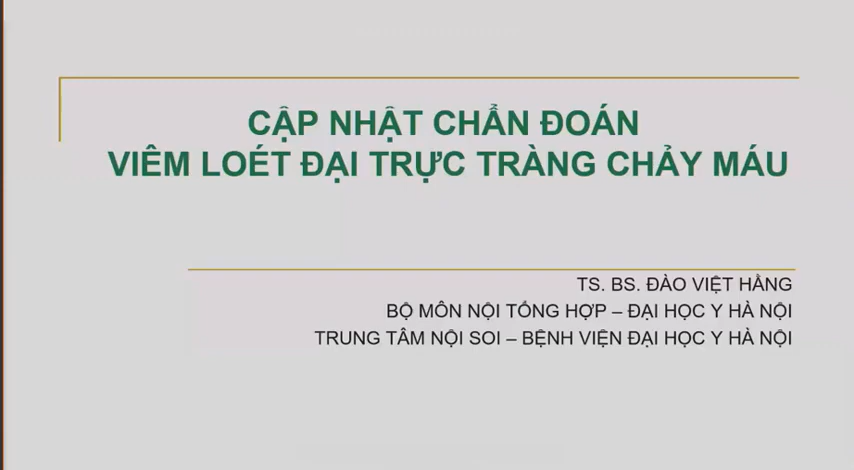 CẬP NHẬT CHẨN ĐOÁN
VIÊM LOÉT ĐẠI TRỰC TRÀNG CHẢY MÁU
TS. BS. ĐÀO VIỆT HẰNG
BỘ MÔN NỘI TỔNG HỢP – ĐẠI HỌC Y HÀ NỘI
TRUNG TÂM NỘI SOI – BỆNH VIỆN ĐẠI HỌC Y HÀ NỘI